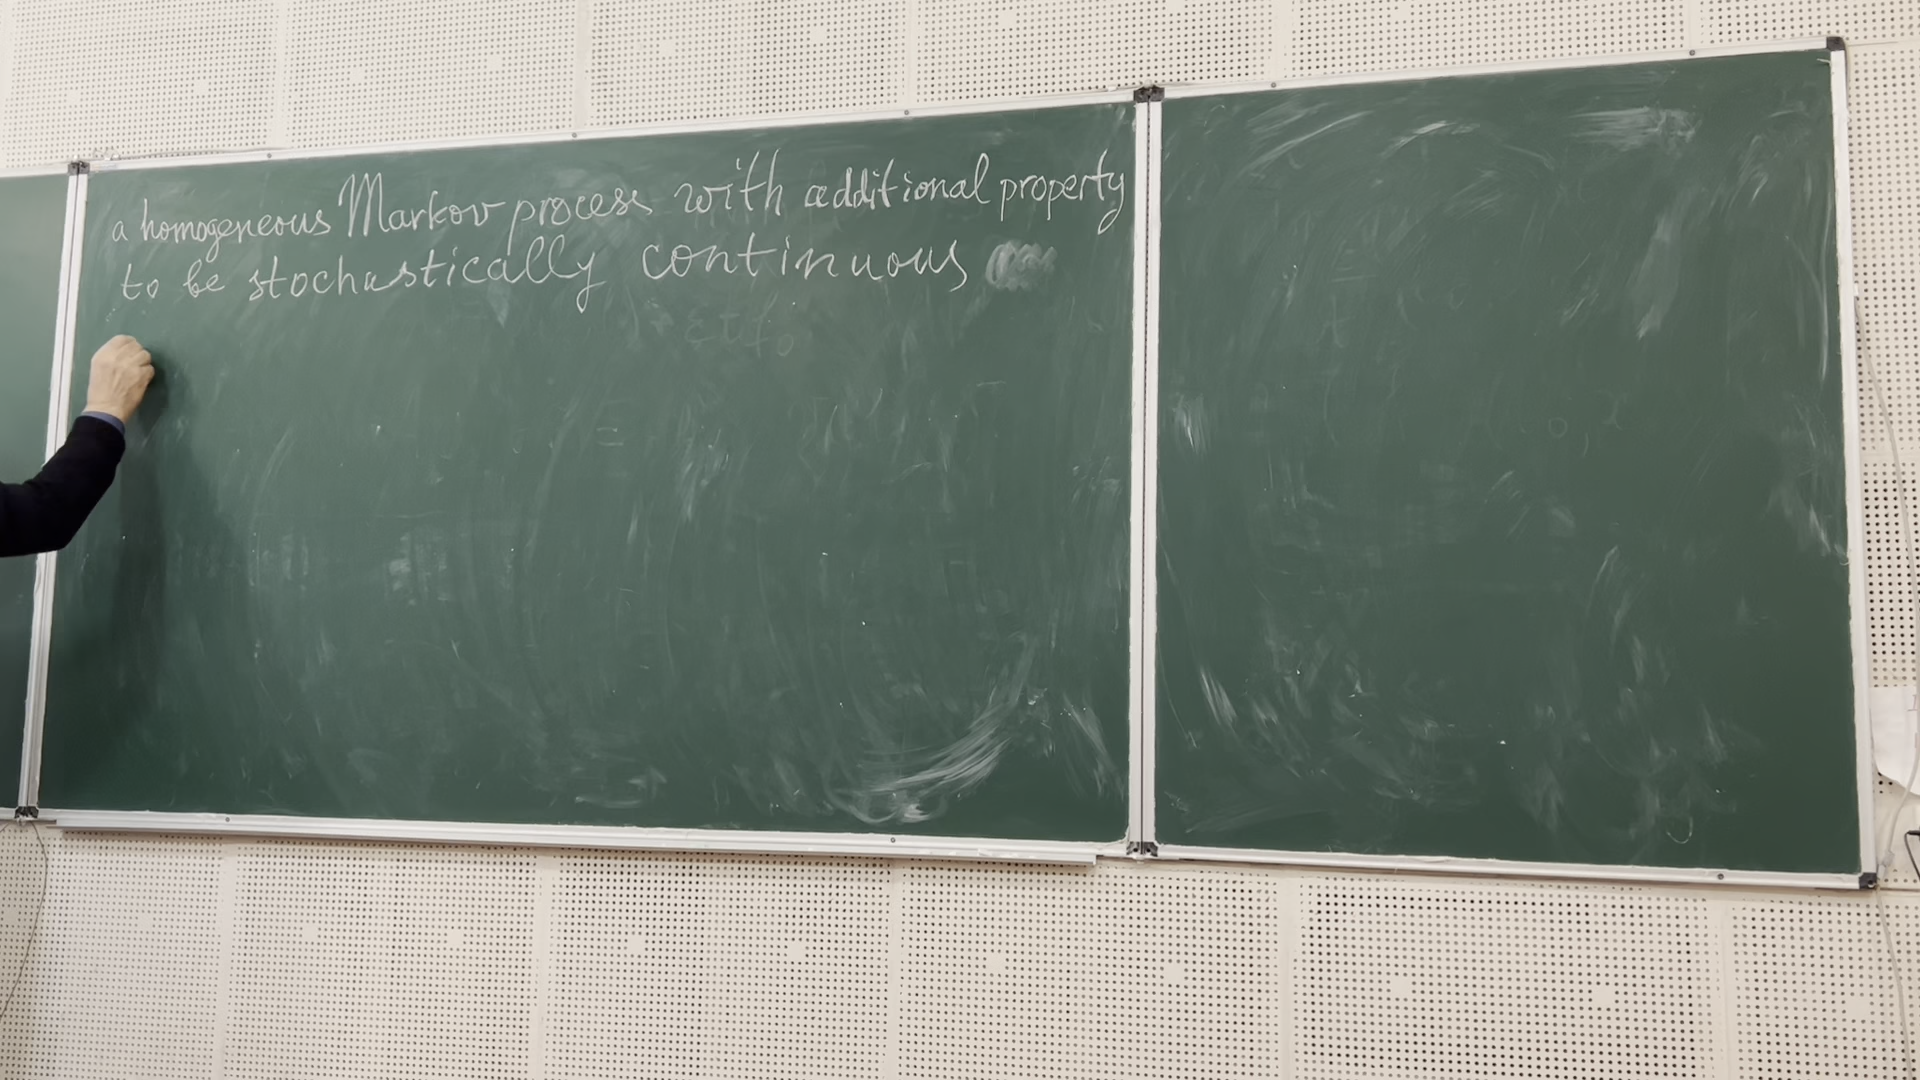 a homogeneous Markov process with additional property
to be stochastically continuous